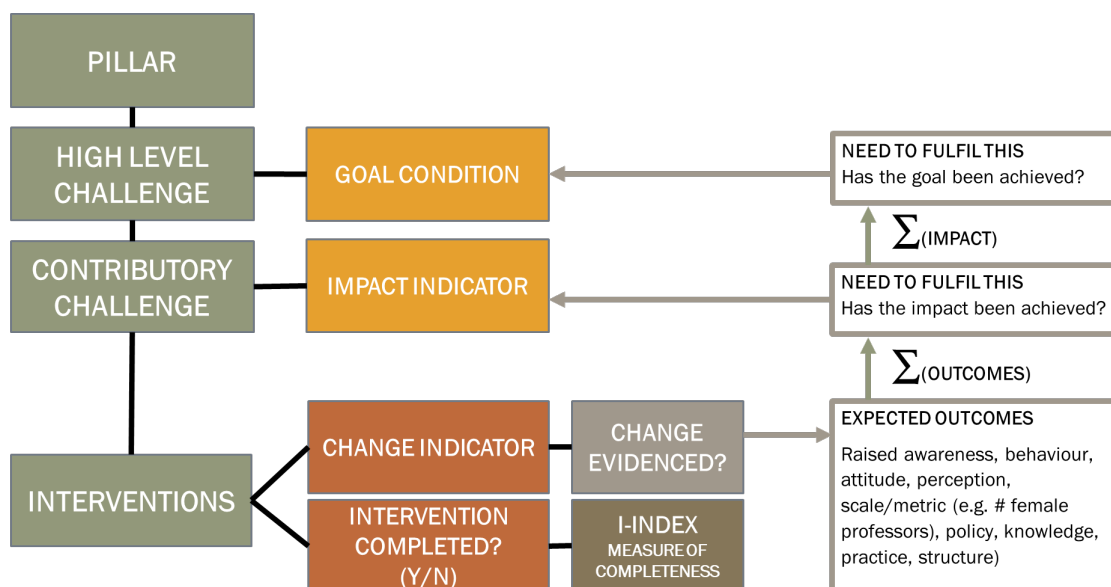 PILLAR
HIGH LEVEL
CHALLENGE
GOAL CONDITION
NEED TO FULFIL THIS
Has the goal been achieved?
Σ(IMPACT)
CONTRIBUTORY
CHALLENGE
IMPACT INDICATOR
NEED TO FULFIL THIS
Has the impact been achieved?
Σ(OUTCOMES)
INTERVENTIONS
CHANGE INDICATOR
CHANGE
EVIDENCED?
EXPECTED OUTCOMES
Raised awareness, behaviour,
attitude, perception,
scale/metric (e.g. # female
professors), policy, knowledge,
practice, structure)
INTERVENTION
COMPLETED?
(Y/N)
I-INDEX
MEASURE OF
COMPLETENESS